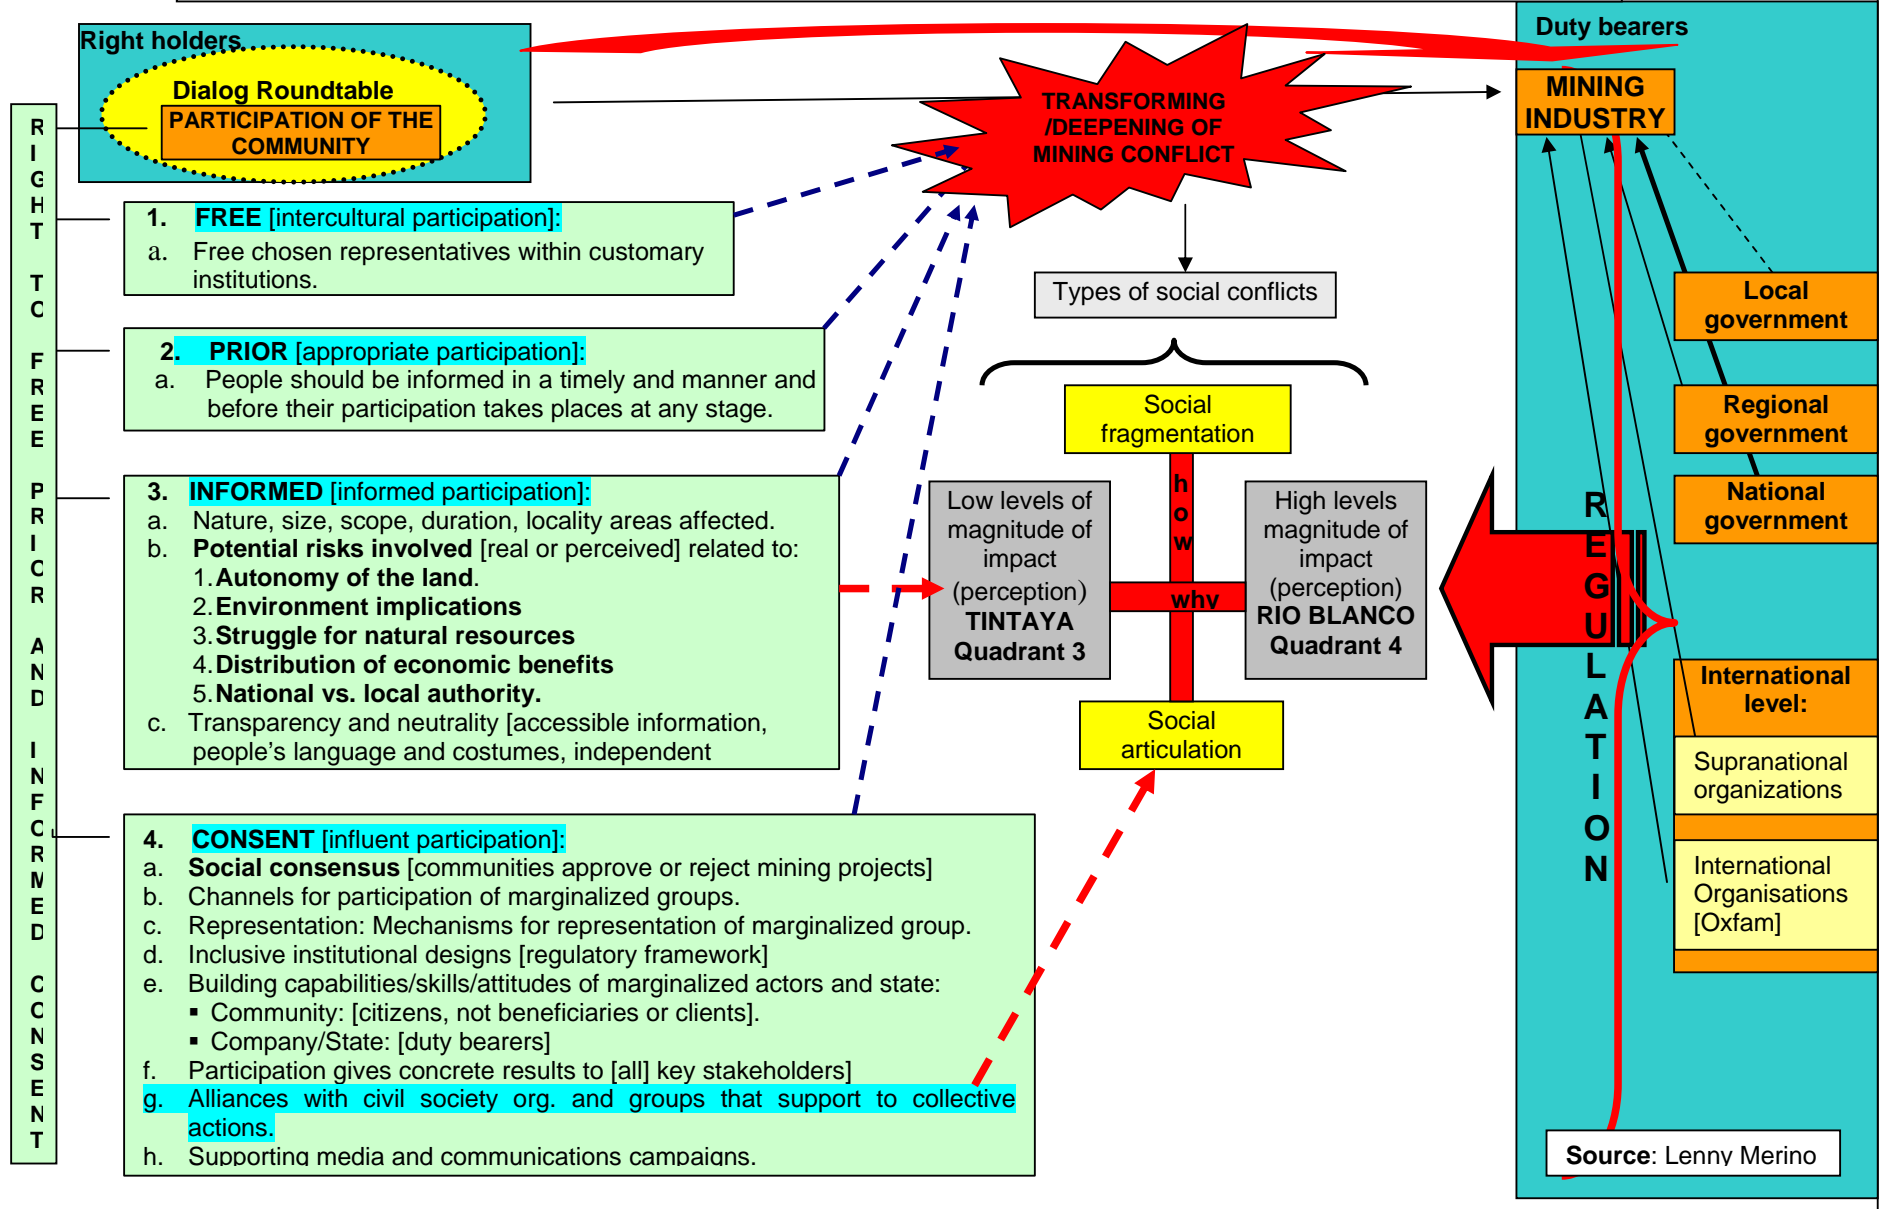 Right holders
Dialog Roundtable
PARTICIPATION OF THE
COMMUNITY
RIGHT TO FREE PRIOR AND INFORMED CONSENT
1. FREE [intercultural participation]:
a. Free chosen representatives within customary
institutions.
2. PRIOR [appropriate participation]:
a. People should be informed in a timely and manner and
before their participation takes places at any stage.
3. INFORMED [informed participation]:
a. Nature, size, scope, duration, locality areas affected.
b. Potential risks involved [real or perceived] related to:
1. Autonomy of the land.
2. Environment implications
3. Struggle for natural resources
4. Distribution of economic benefits
5. National vs. local authority.
c. Transparency and neutrality [accessible information,
people's language and costumes, independent
4. CONSENT [influent participation]:
a. Social consensus [communities approve or reject mining projects]
b. Channels for participation of marginalized groups.
c. Representation: Mechanisms for representation of marginalized group.
d. Inclusive institutional designs [regulatory framework]
e. Building capabilities/skills/attitudes of marginalized actors and state:
▪ Community: [citizens, not beneficiaries or clients].
▪ Company/State: [duty bearers]
f. Participation gives concrete results to [all] key stakeholders]
g. Alliances with civil society org. and groups that support to collective
actions.
h. Supporting media and communications campaigns.
TRANSFORMING
/DEEPENING OF
MINING CONFLICT
Types of social conflicts
Social
fragmentation
how
why
Low levels of
magnitude of
impact
(perception)
TINTAYA
Quadrant 3
High levels
magnitude of
impact
(perception)
RIO BLANCO
Quadrant 4
Social
articulation
Duty bearers
MINING
INDUSTRY
REGULATION
Local
government
Regional
government
National
government
International
level:
Supranational
organizations
International
Organisations
[Oxfam]
Source: Lenny Merino